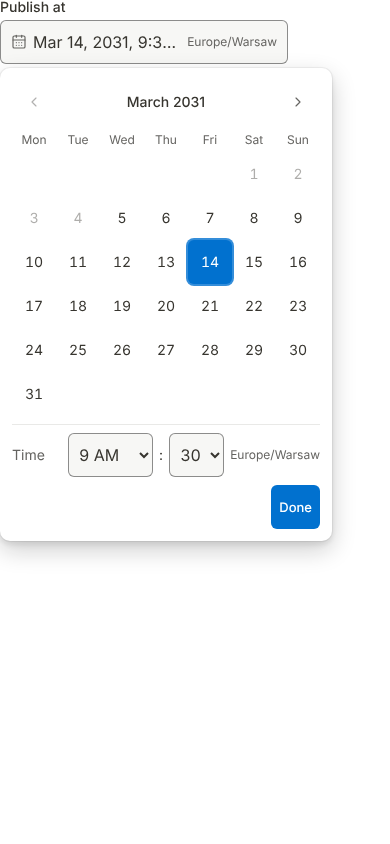 Publish at
Mar 14, 2031, 9:3... Europe/Warsaw
March 2031
Mon Tue Wed Thu Fri Sat Sun
1 2
3 4 5 6 7 8 9
10 11 12 13 14 15 16
17 18 19 20 21 22 23
24 25 26 27 28 29 30
31
Time 9 AM : 30 Europe/Warsaw
Done